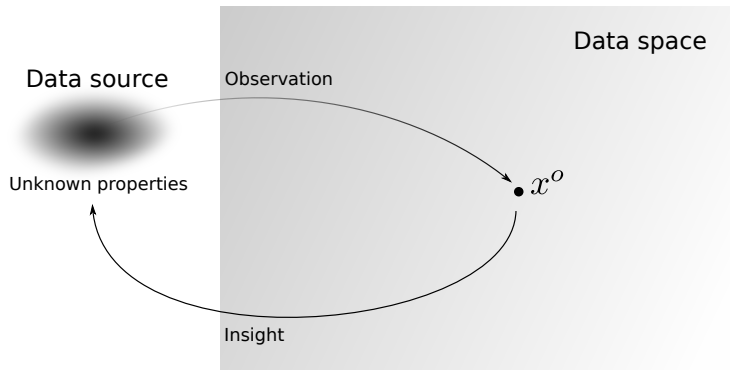 Data space
Data source
Observation
Unknown properties
x^o
Insight